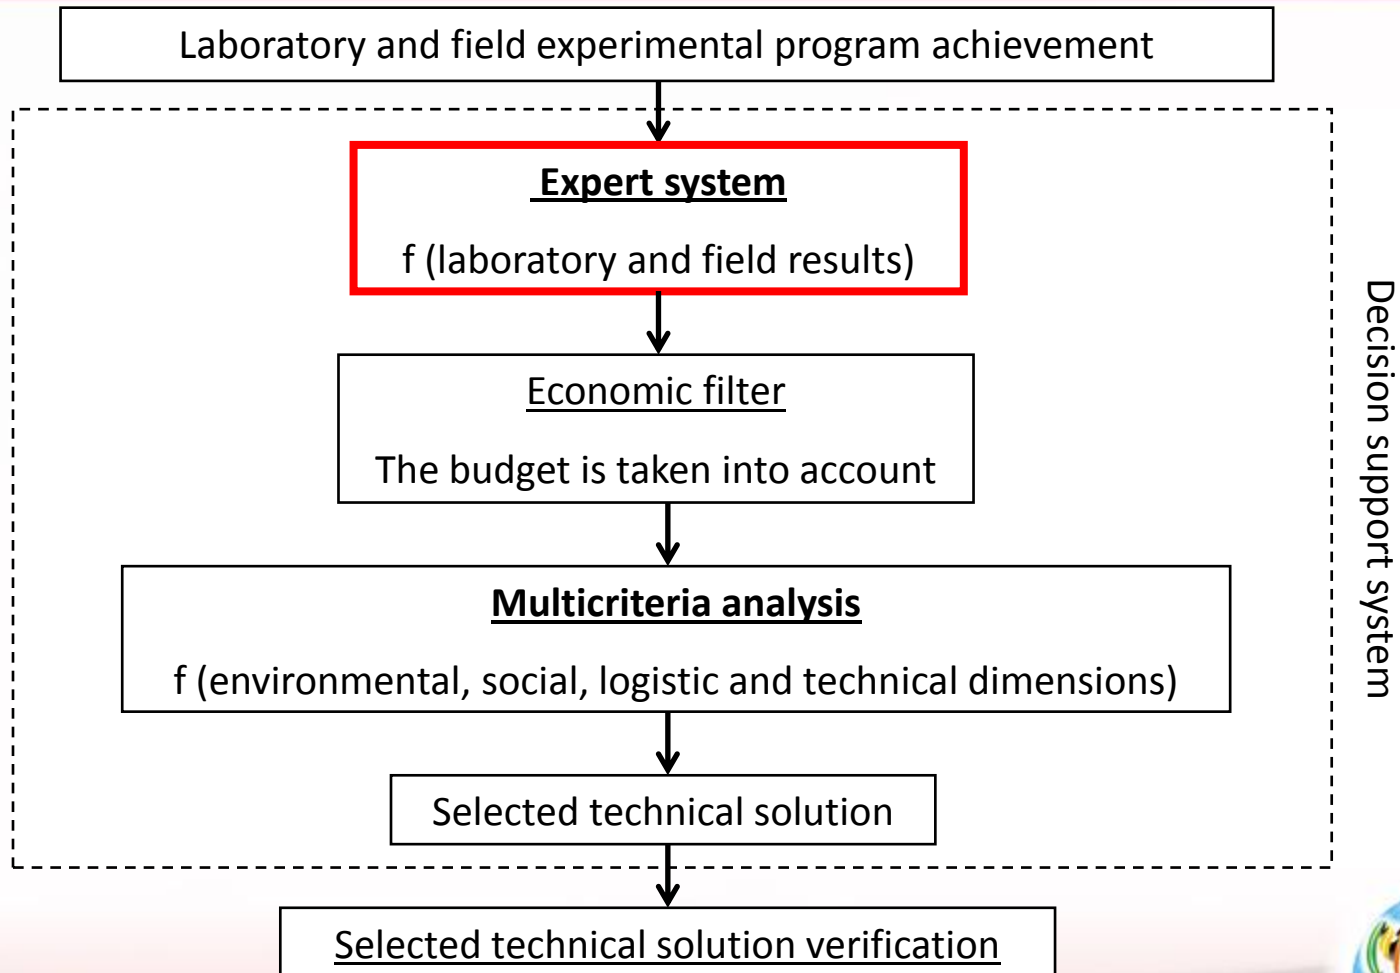 Laboratory and field experimental program achievement
Expert system
f (laboratory and field results)
Economic filter
The budget is taken into account
Multicriteria analysis
f (environmental, social, logistic and technical dimensions)
Selected technical solution
Selected technical solution verification
Decision support system